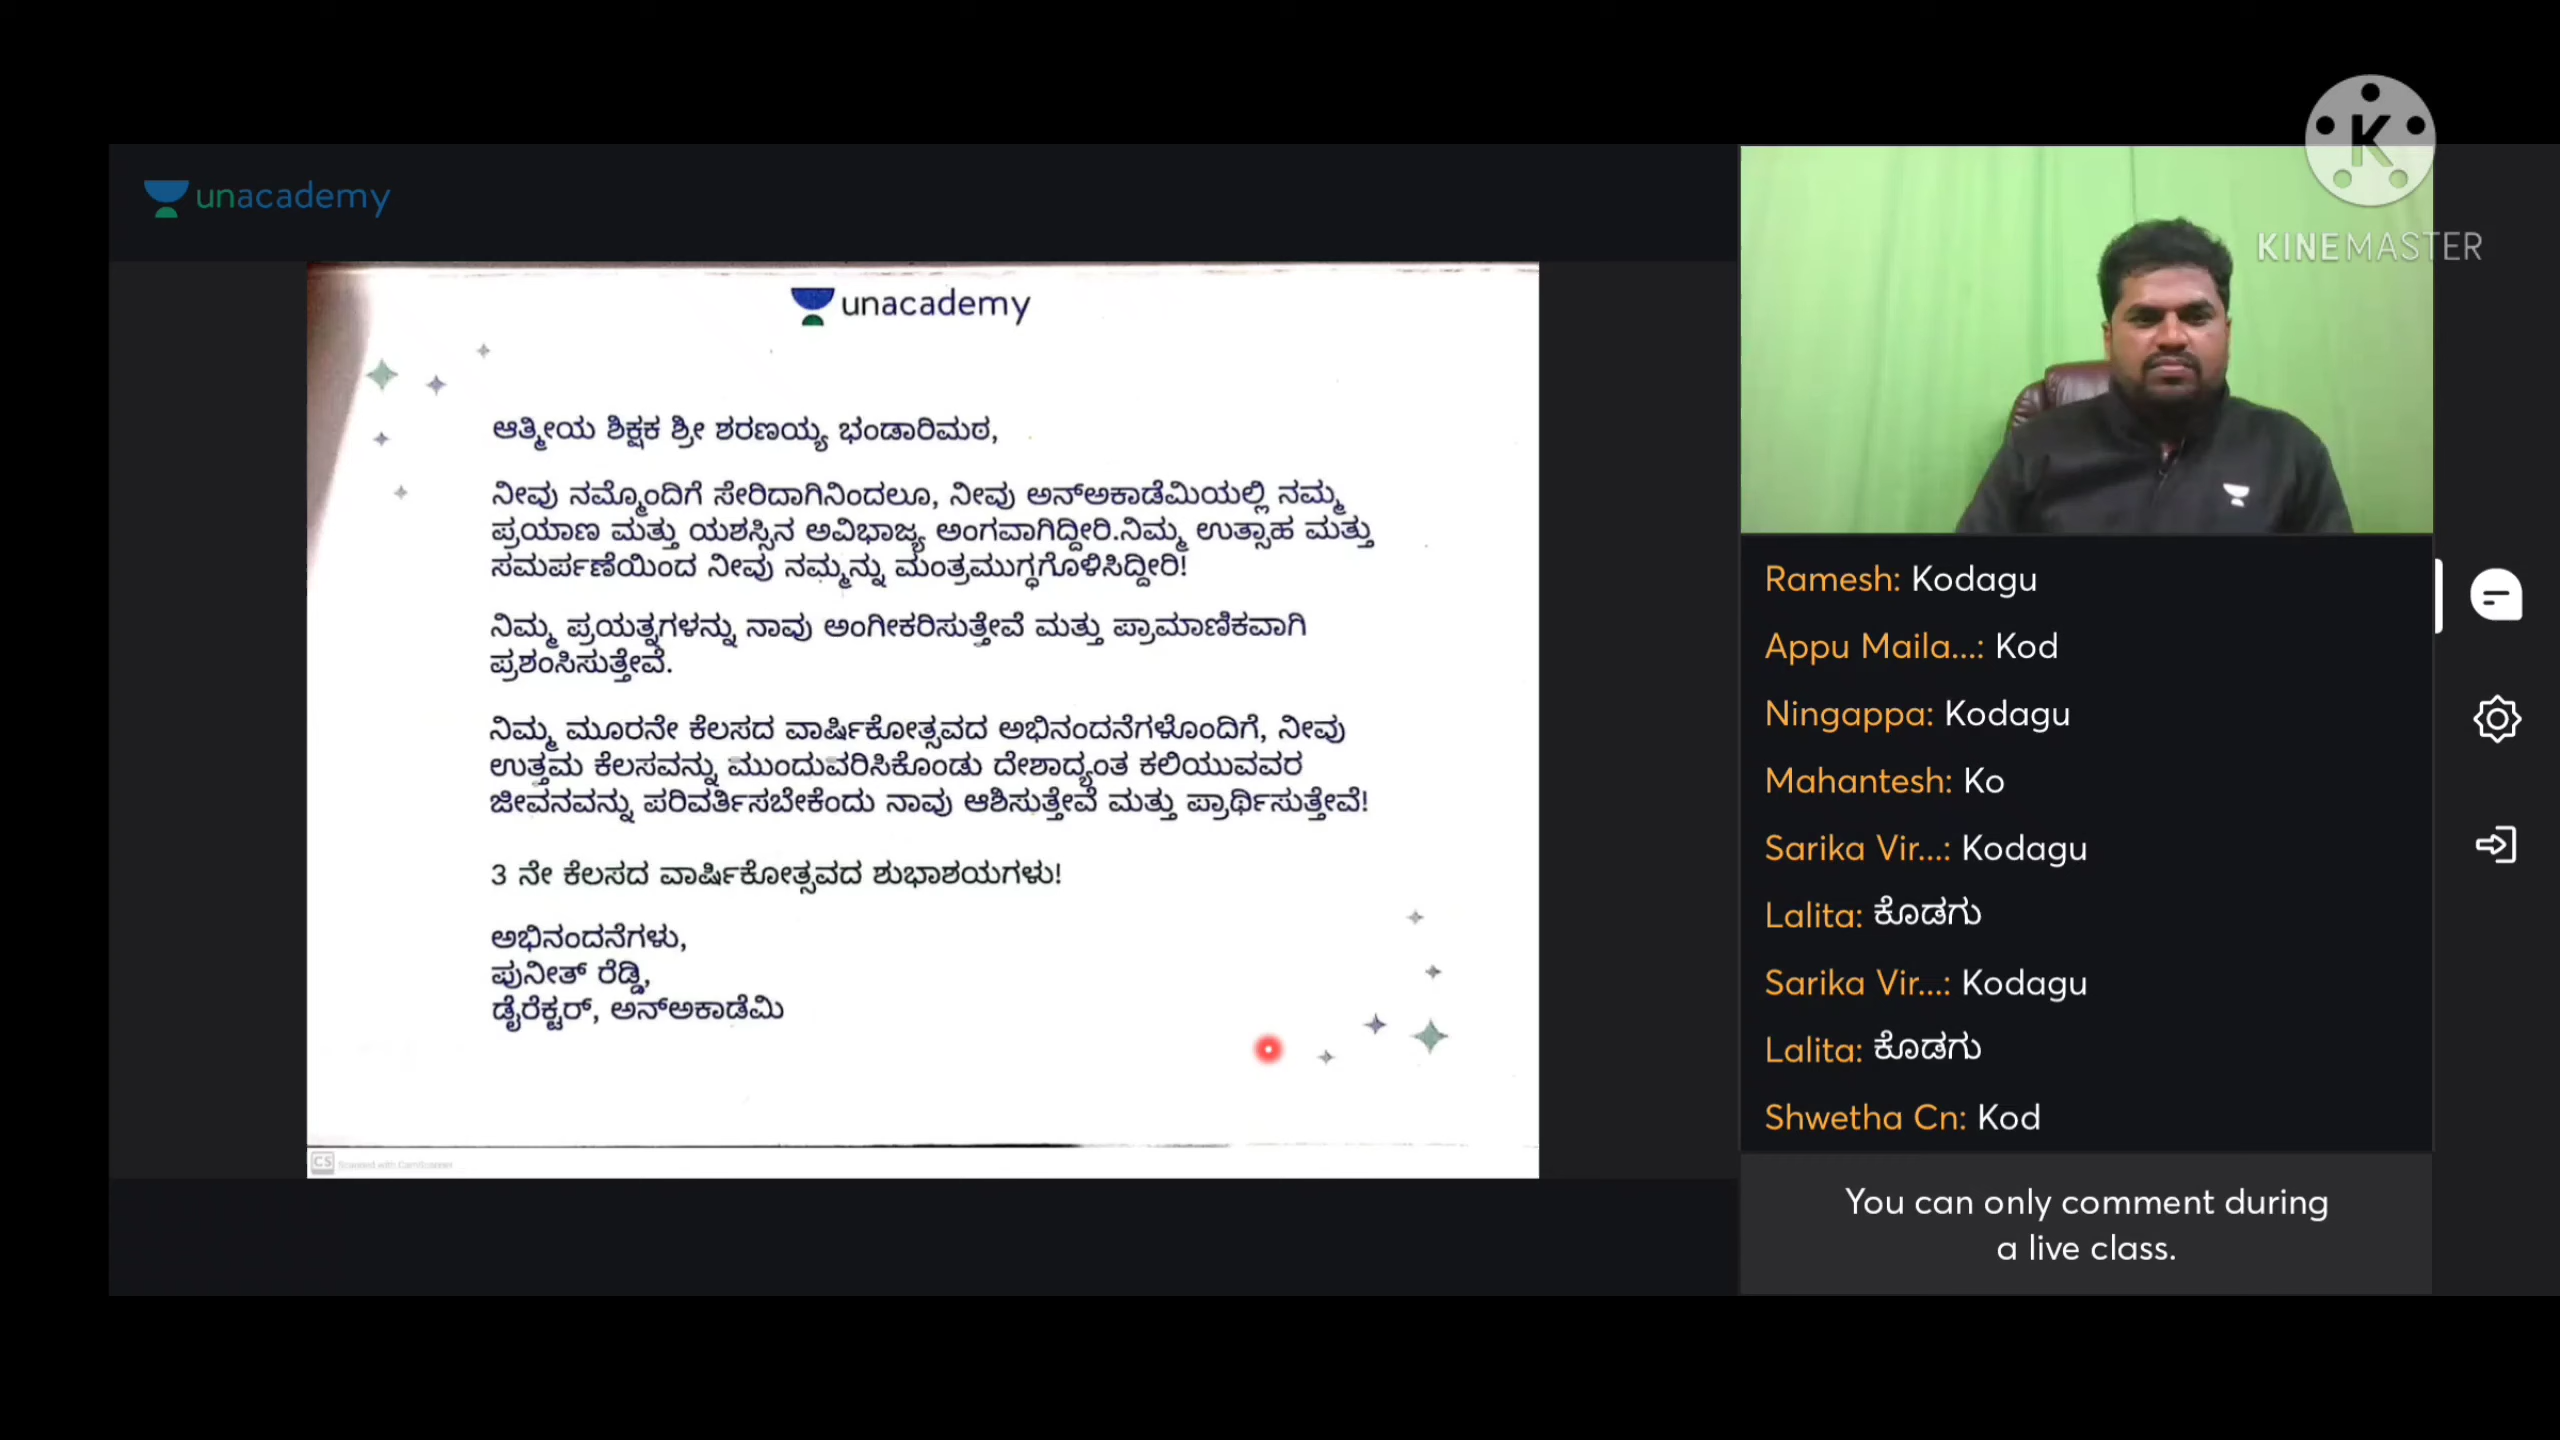 unacademy
unacademy
ಆತ್ಮೀಯ ಶಿಕ್ಷಕ ಶ್ರೀ ಶರಣಯ್ಯ ಭಂಡಾರಿಮಠ,
ನೀವು ನಮ್ಮೊಂದಿಗೆ ಸೇರಿದಾಗಿನಿಂದಲೂ, ನೀವು ಅನ್‌ಅಕಾಡೆಮಿಯಲ್ಲಿ ನಮ್ಮ
ಪ್ರಯಾಣ ಮತ್ತು ಯಶಸ್ಸಿನ ಅವಿಭಾಜ್ಯ ಅಂಗವಾಗಿದ್ದೀರಿ.ನಿಮ್ಮ ಉತ್ಸಾಹ ಮತ್ತು
ಸಮರ್ಪಣೆಯಿಂದ ನೀವು ನಮ್ಮನ್ನು ಮಂತ್ರಮುಗ್ಧಗೊಳಿಸಿದ್ದೀರಿ!
ನಿಮ್ಮ ಪ್ರಯತ್ನಗಳನ್ನು ನಾವು ಅಂಗೀಕರಿಸುತ್ತೇವೆ ಮತ್ತು ಪ್ರಾಮಾಣಿಕವಾಗಿ
ಪ್ರಶಂಸಿಸುತ್ತೇವೆ.
ನಿಮ್ಮ ಮೂರನೇ ಕೆಲಸದ ವಾರ್ಷಿಕೋತ್ಸವದ ಅಭಿನಂದನೆಗಳೊಂದಿಗೆ, ನೀವು
ಉತ್ತಮ ಕೆಲಸವನ್ನು ಮುಂದುವರಿಸಿಕೊಂಡು ದೇಶಾದ್ಯಂತ ಕಲಿಯುವವರ
ಜೀವನವನ್ನು ಪರಿವರ್ತಿಸಬೇಕೆಂದು ನಾವು ಆಶಿಸುತ್ತೇವೆ ಮತ್ತು ಪ್ರಾರ್ಥಿಸುತ್ತೇವೆ!
3 ನೇ ಕೆಲಸದ ವಾರ್ಷಿಕೋತ್ಸವದ ಶುಭಾಶಯಗಳು!
ಅಭಿನಂದನೆಗಳು,
ಪುನೀತ್ ರೆಡ್ಡಿ,
ಡೈರೆಕ್ಟರ್, ಅನ್‌ಅಕಾಡೆಮಿ
CS Scanned with CamScanner
K
KINEMASTER
Ramesh: Kodagu
Appu Maila...: Kod
Ningappa: Kodagu
Mahantesh: Ko
Sarika Vir...: Kodagu
Lalita: ಕೊಡಗು
Sarika Vir...: Kodagu
Lalita: ಕೊಡಗು
Shwetha Cn: Kod
You can only comment during
a live class.